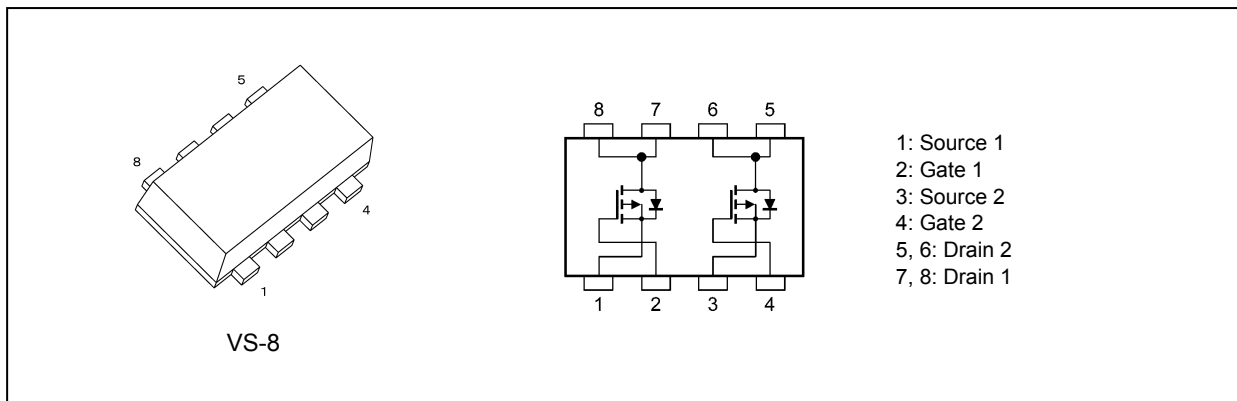 5
8
4
1
VS-8
8 7 6 5
1 2 3 4
1: Source 1
2: Gate 1
3: Source 2
4: Gate 2
5, 6: Drain 2
7, 8: Drain 1